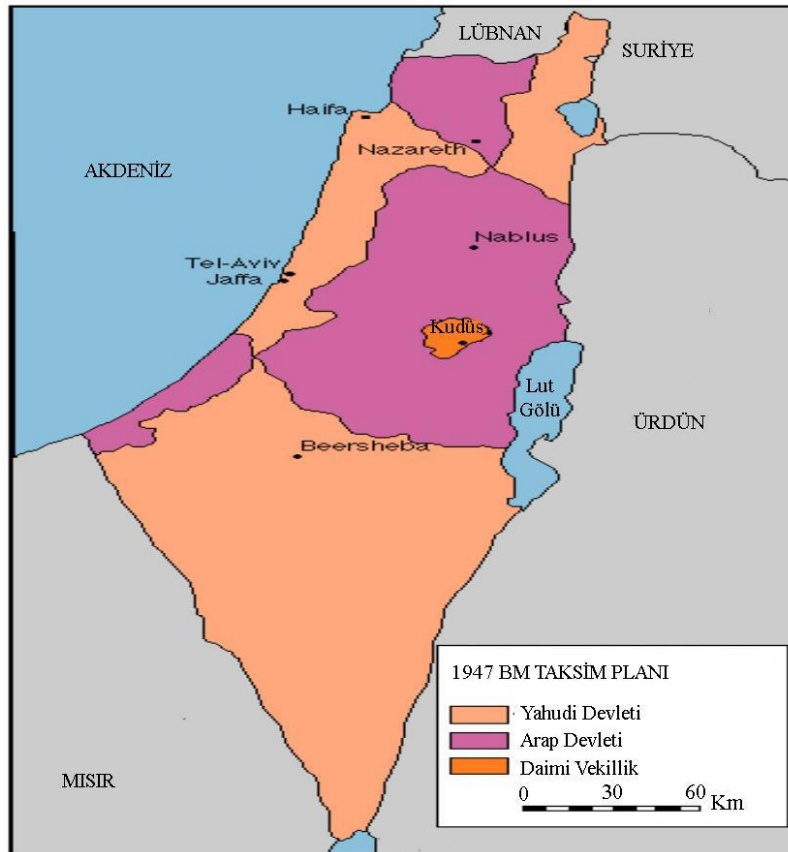 LÜBNAN
SURİYE
Haifa
Nazareth
AKDENİZ
Nablus
Tel-Aviv
Jaffa
Kudüs
Lut
Gölü
ÜRDÜN
Beersheba
1947 BM TAKSİM PLANI
Yahudi Devleti
Arap Devleti
Daimi Vekillik
MISIR
0 30 60
Km